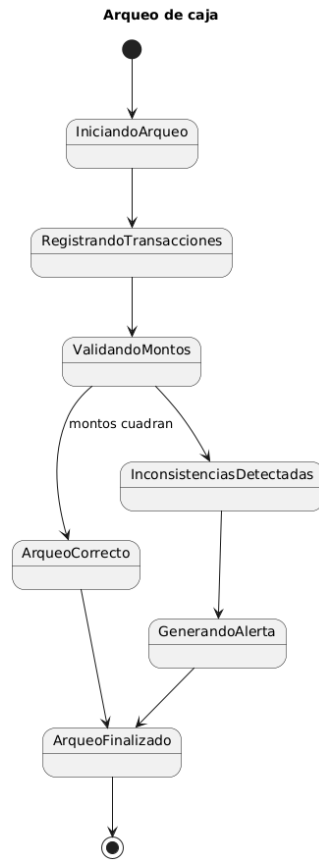 Arqueo de caja
IniciandoArqueo
RegistrandoTransacciones
ValidandoMontos
montos cuadran
InconsistenciasDetectadas
ArqueoCorrecto
GenerandoAlerta
ArqueoFinalizado